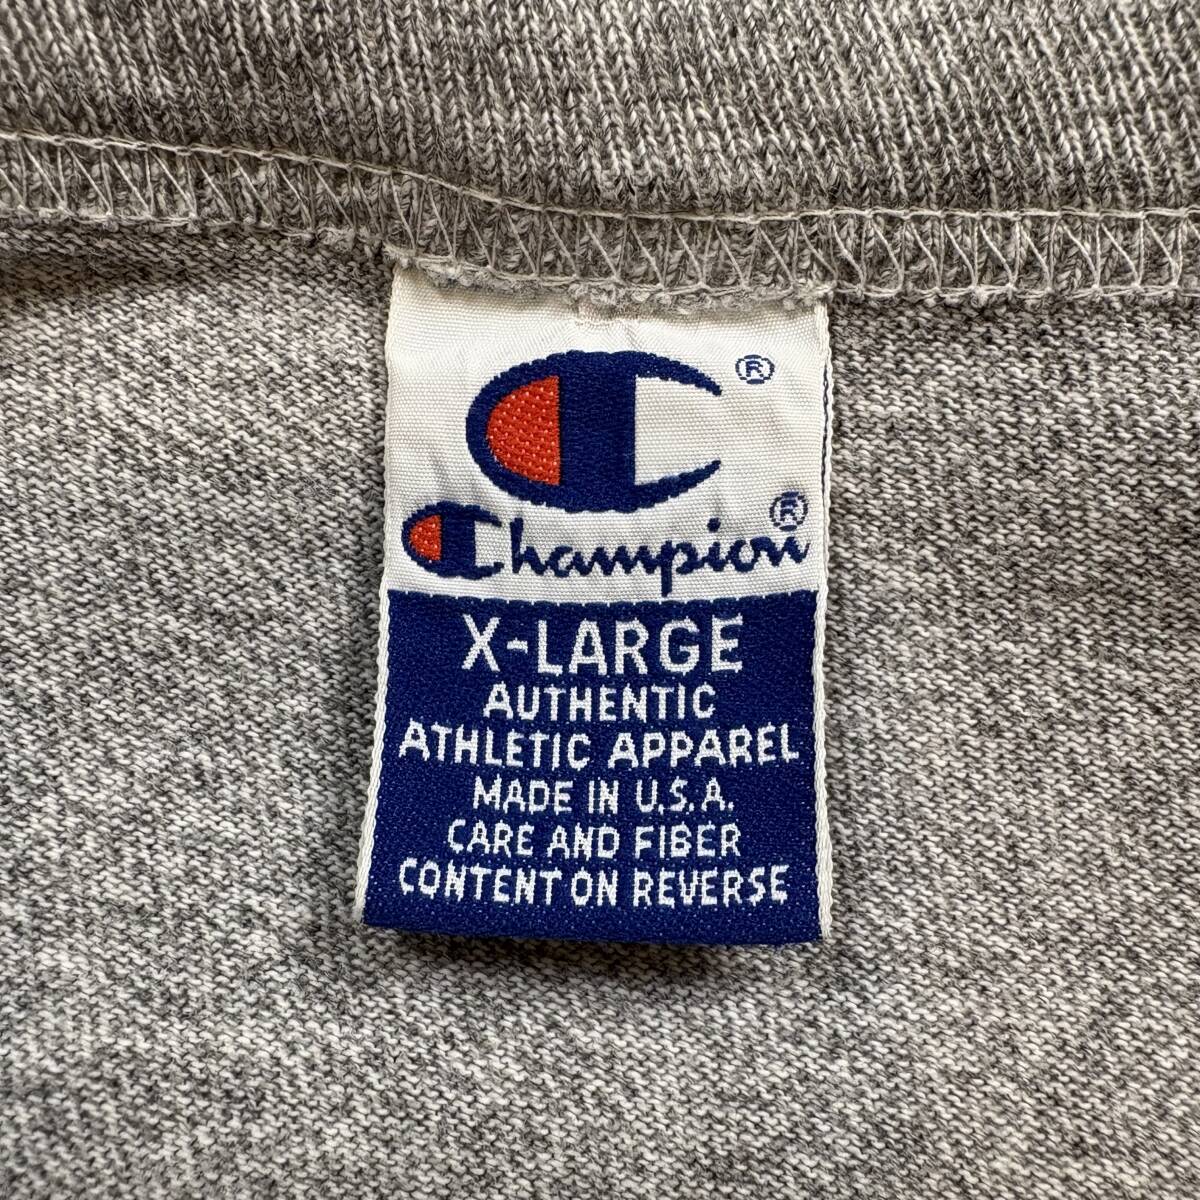 ®
Champion®
X-LARGE
AUTHENTIC
ATHLETIC APPAREL
MADE IN U.S.A.
CARE AND FIBER
CONTENT ON REVERSE